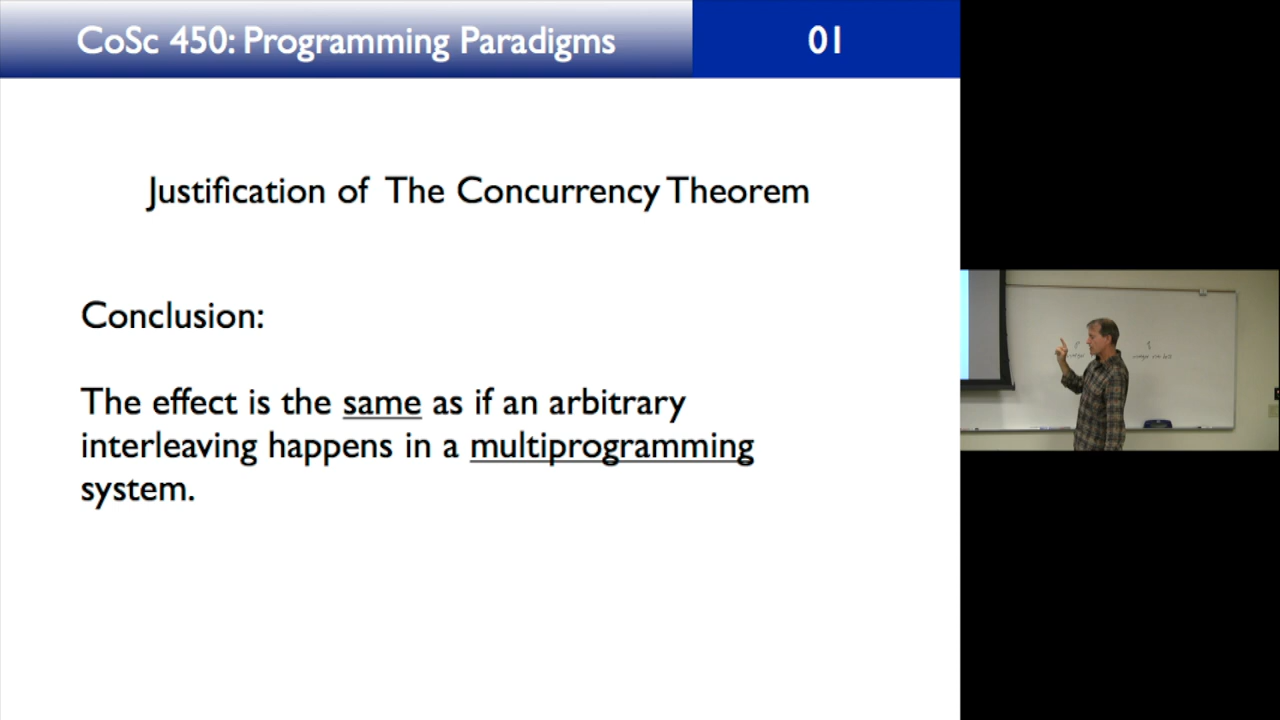 CoSc 450: Programming Paradigms
01
Justification of The Concurrency Theorem
Conclusion:
The effect is the same as if an arbitrary
interleaving happens in a multiprogramming
system.